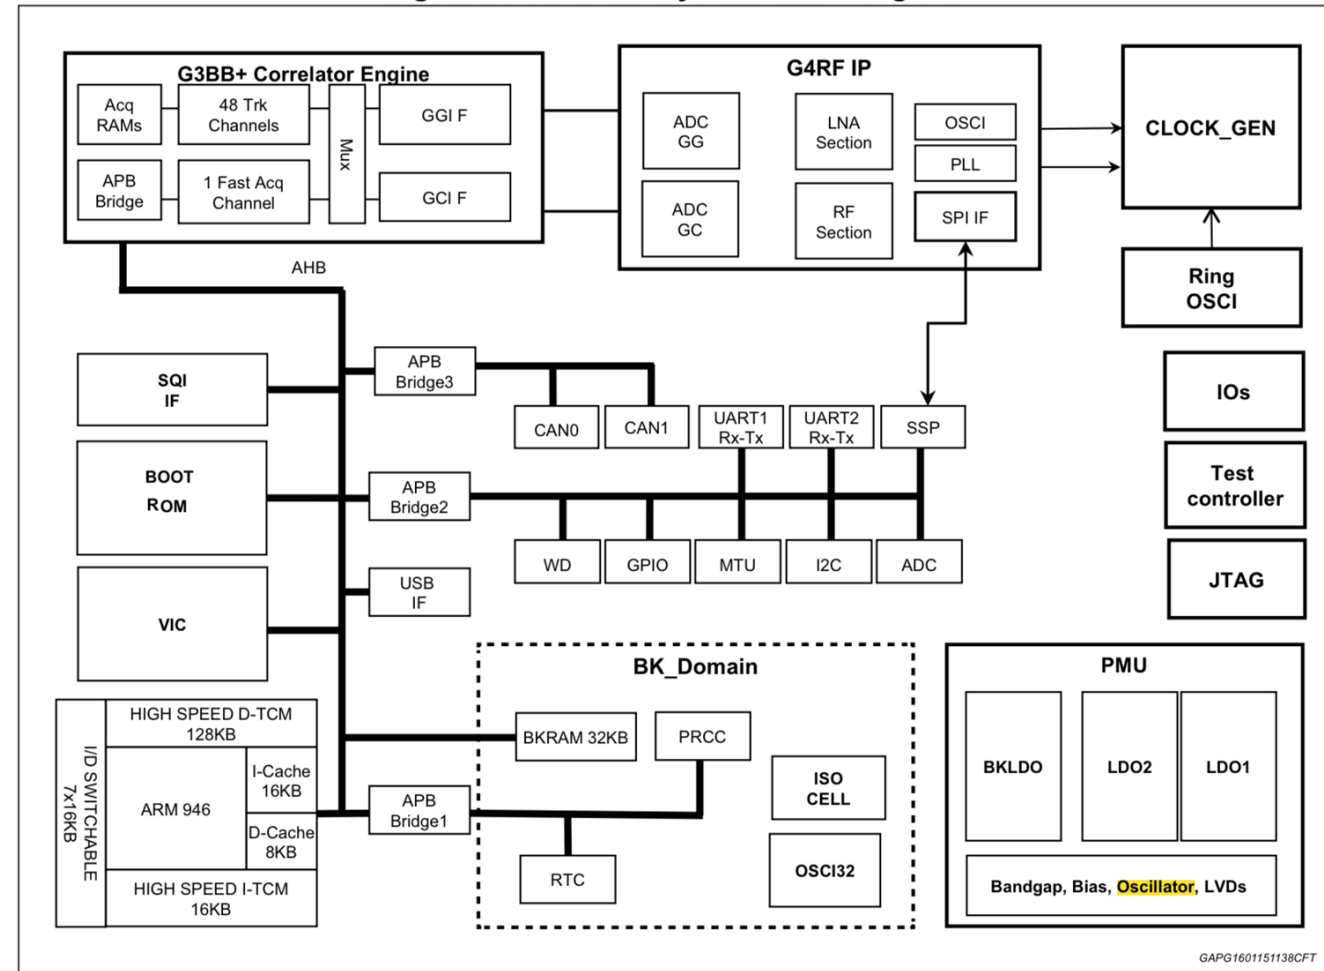 G3BB+ Correlator Engine
Acq
RAMs
48 Trk
Channels
Mux
GGI F
APB
Bridge
1 Fast Acq
Channel
GCI F
G4RF IP
ADC
GG
LNA
Section
OSCI
PLL
ADC
GC
RF
Section
SPI IF
CLOCK_GEN
Ring
OSCI
AHB
SQI
IF
APB
Bridge3
CAN0
CAN1
UART1
Rx-Tx
UART2
Rx-Tx
SSP
IOs
BOOT
ROM
APB
Bridge2
Test
controller
WD
GPIO
MTU
I2C
ADC
JTAG
VIC
USB
IF
BK_Domain
BKRAM 32KB
PRCC
ISO
CELL
OSCI32
RTC
APB
Bridge1
I/D SWITCHABLE
7x16KB
HIGH SPEED D-TCM
128KB
ARM 946
I-Cache
16KB
D-Cache
8KB
HIGH SPEED I-TCM
16KB
PMU
BKLDO
LDO2
LDO1
Bandgap, Bias, Oscillator, LVDs
GAPG1601151138CFT